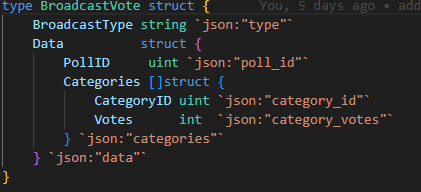 type BroadcastVote struct {    You, 5 days ago • add
    BroadcastType string `json:"type"`
    Data          struct {
        PollID     uint `json:"poll_id"`
        Categories []struct {
            CategoryID uint `json:"category_id"`
            Votes      int  `json:"category_votes"`
        } `json:"categories"`
    } `json:"data"`
}